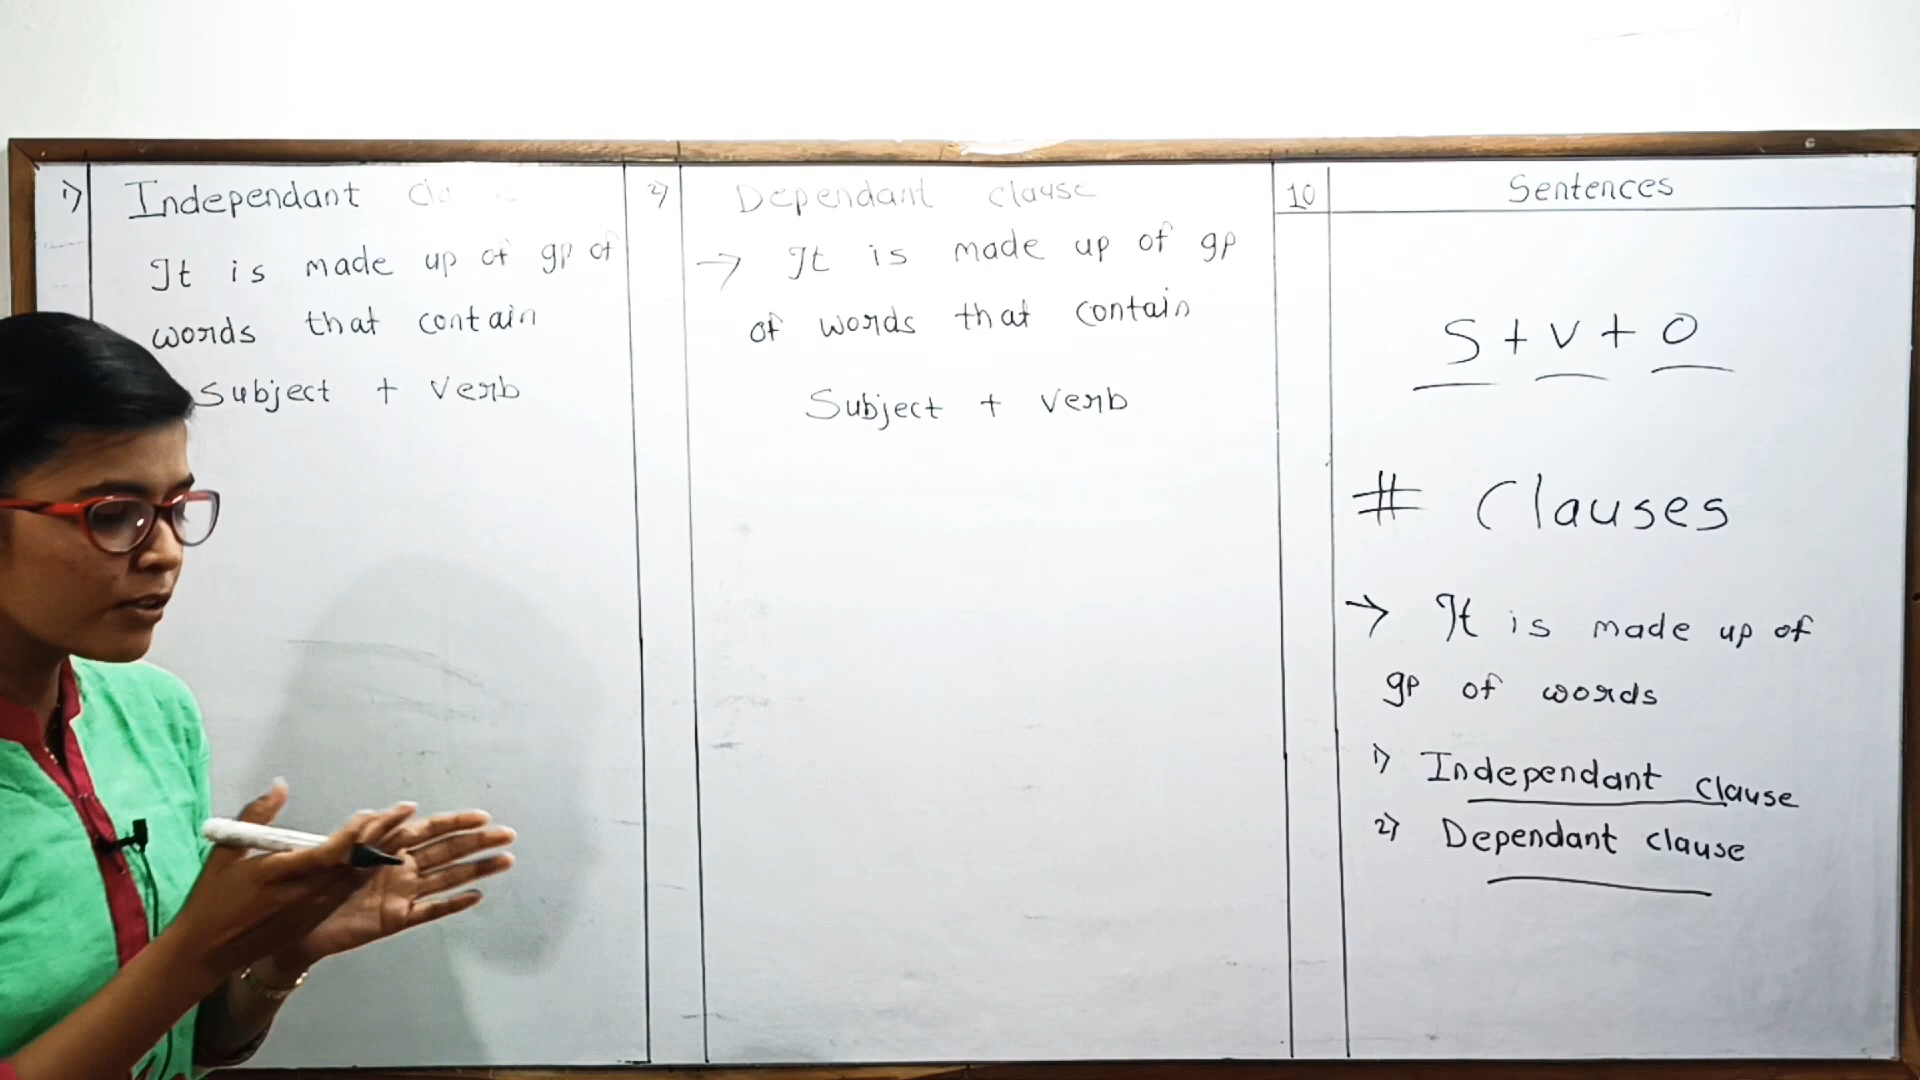 1) Independant
It is made up of gp of
words that contain
Subject + Verb
2) Dependant clause
→ It is made up of gp
of words that contain
Subject + Verb
10 Sentences
S + V + O
# Clauses
→ It is made up of
gp of words
1) Independant clause
2) Dependant clause